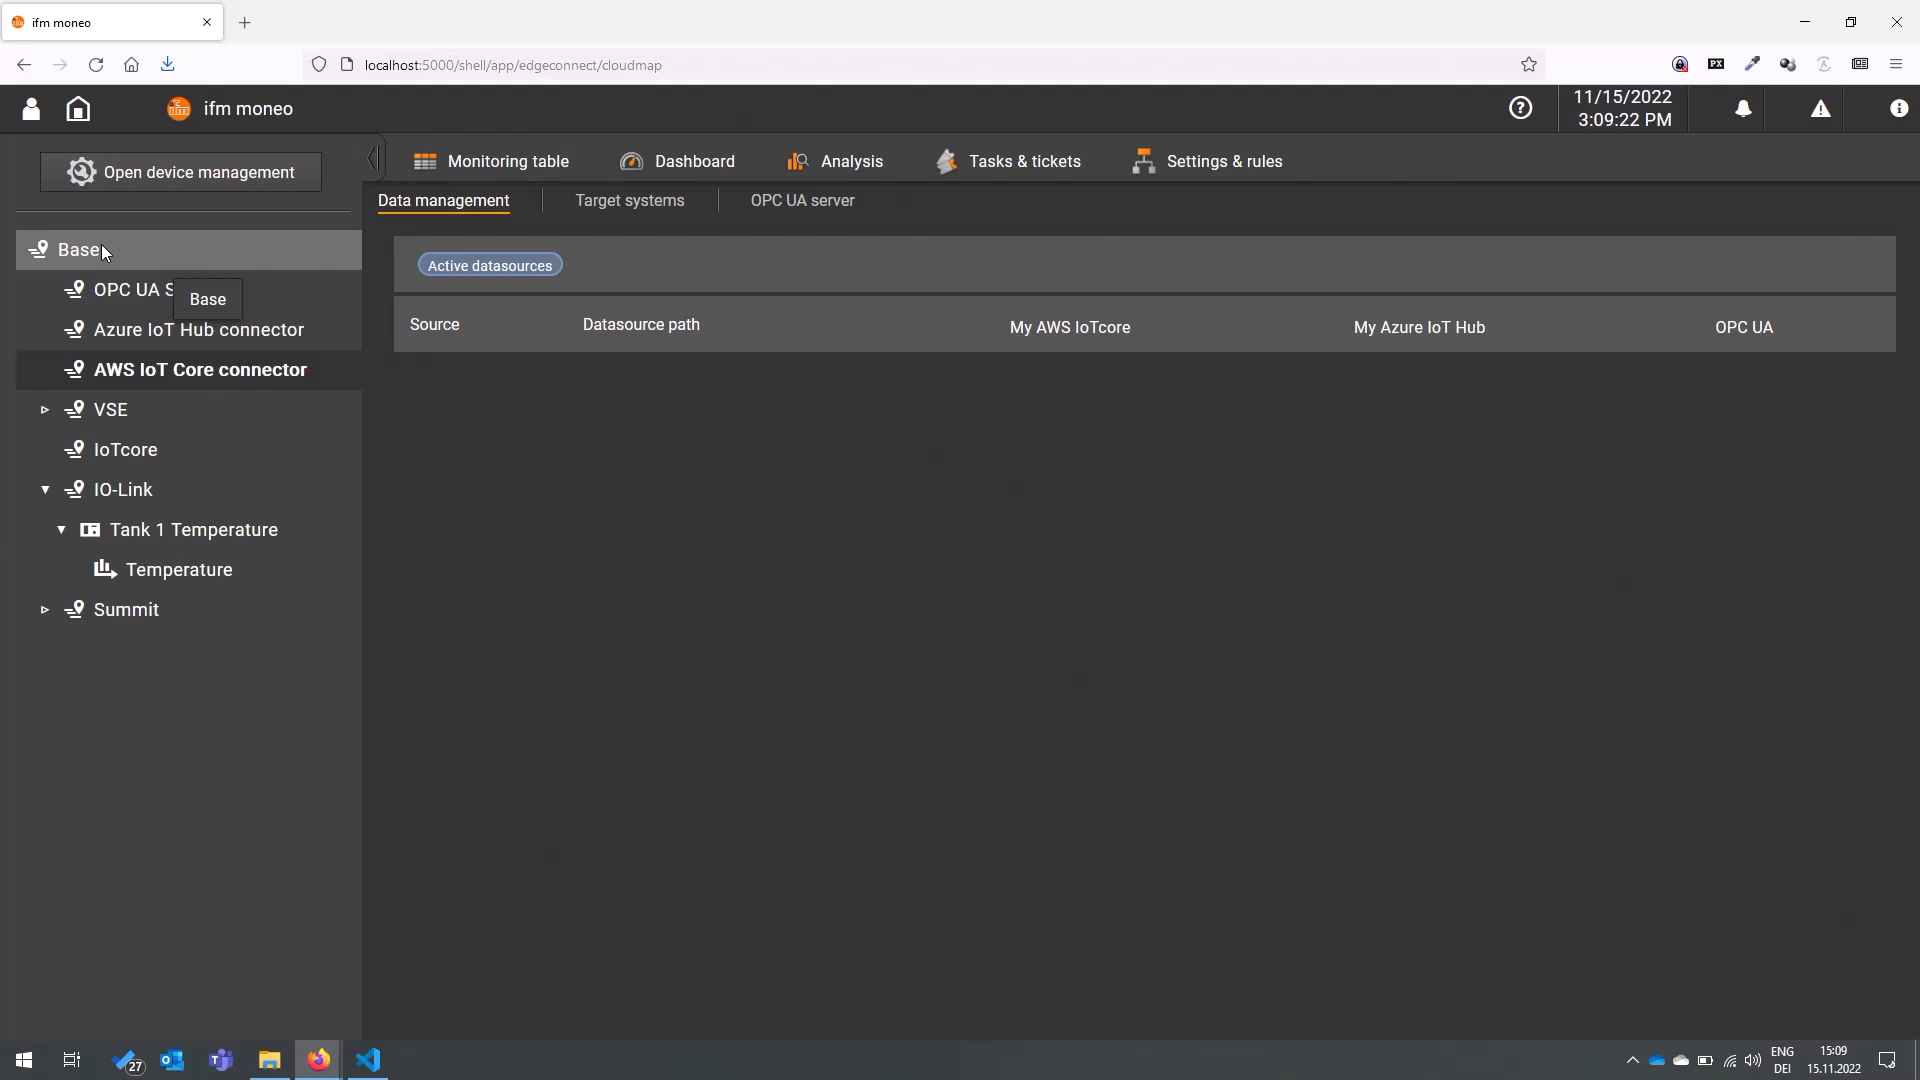 ifm moneo
localhost:5000/shell/app/edgeconnect/cloudmap
PX
ifm
ifm moneo
11/15/2022
3:09:22 PM
Open device management
Monitoring table
Dashboard
Analysis
Tasks & tickets
Settings & rules
Data management
Target systems
OPC UA server
Base
OPC UA S
Base
Azure IoT Hub connector
AWS IoT Core connector
VSE
IoTcore
IO-Link
Tank 1 Temperature
Temperature
Summit
Active datasources
Source
Datasource path
My AWS IoTcore
My Azure IoT Hub
OPC UA
27
ENG
DEI
15:09
15.11.2022